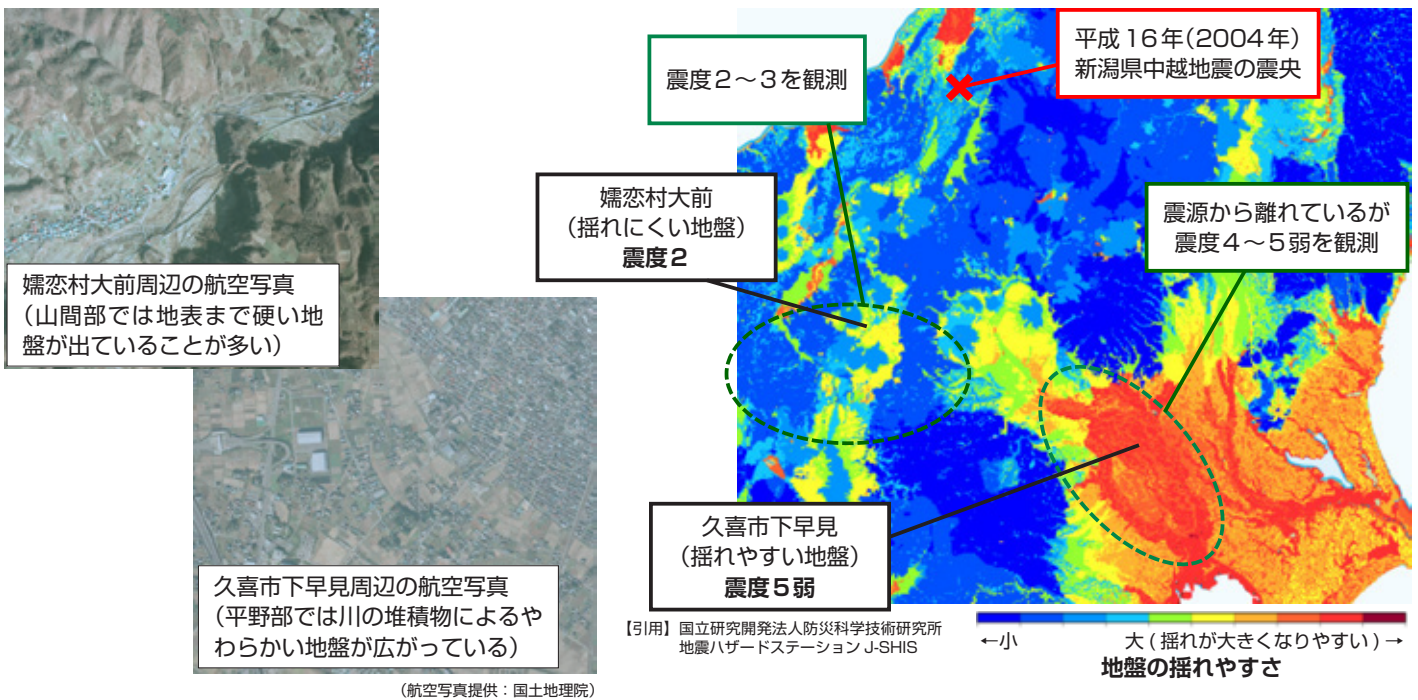 嬬恋村大前周辺の航空写真
（山間部では地表まで硬い地
盤が出ていることが多い）
久喜市下早見周辺の航空写真
（平野部では川の堆積物によるや
わらかい地盤が広がっている）
（航空写真提供：国土地理院）
震度２～３を観測
平成16年（2004年）
新潟県中越地震の震央
嬬恋村大前
（揺れにくい地盤）
震度２
震源から離れているが
震度４～５弱を観測
久喜市下早見
（揺れやすい地盤）
震度５弱
【引用】国立研究開発法人防災科学技術研究所
地震ハザードステーション J-SHIS
←小 大（揺れが大きくなりやすい）→
地盤の揺れやすさ